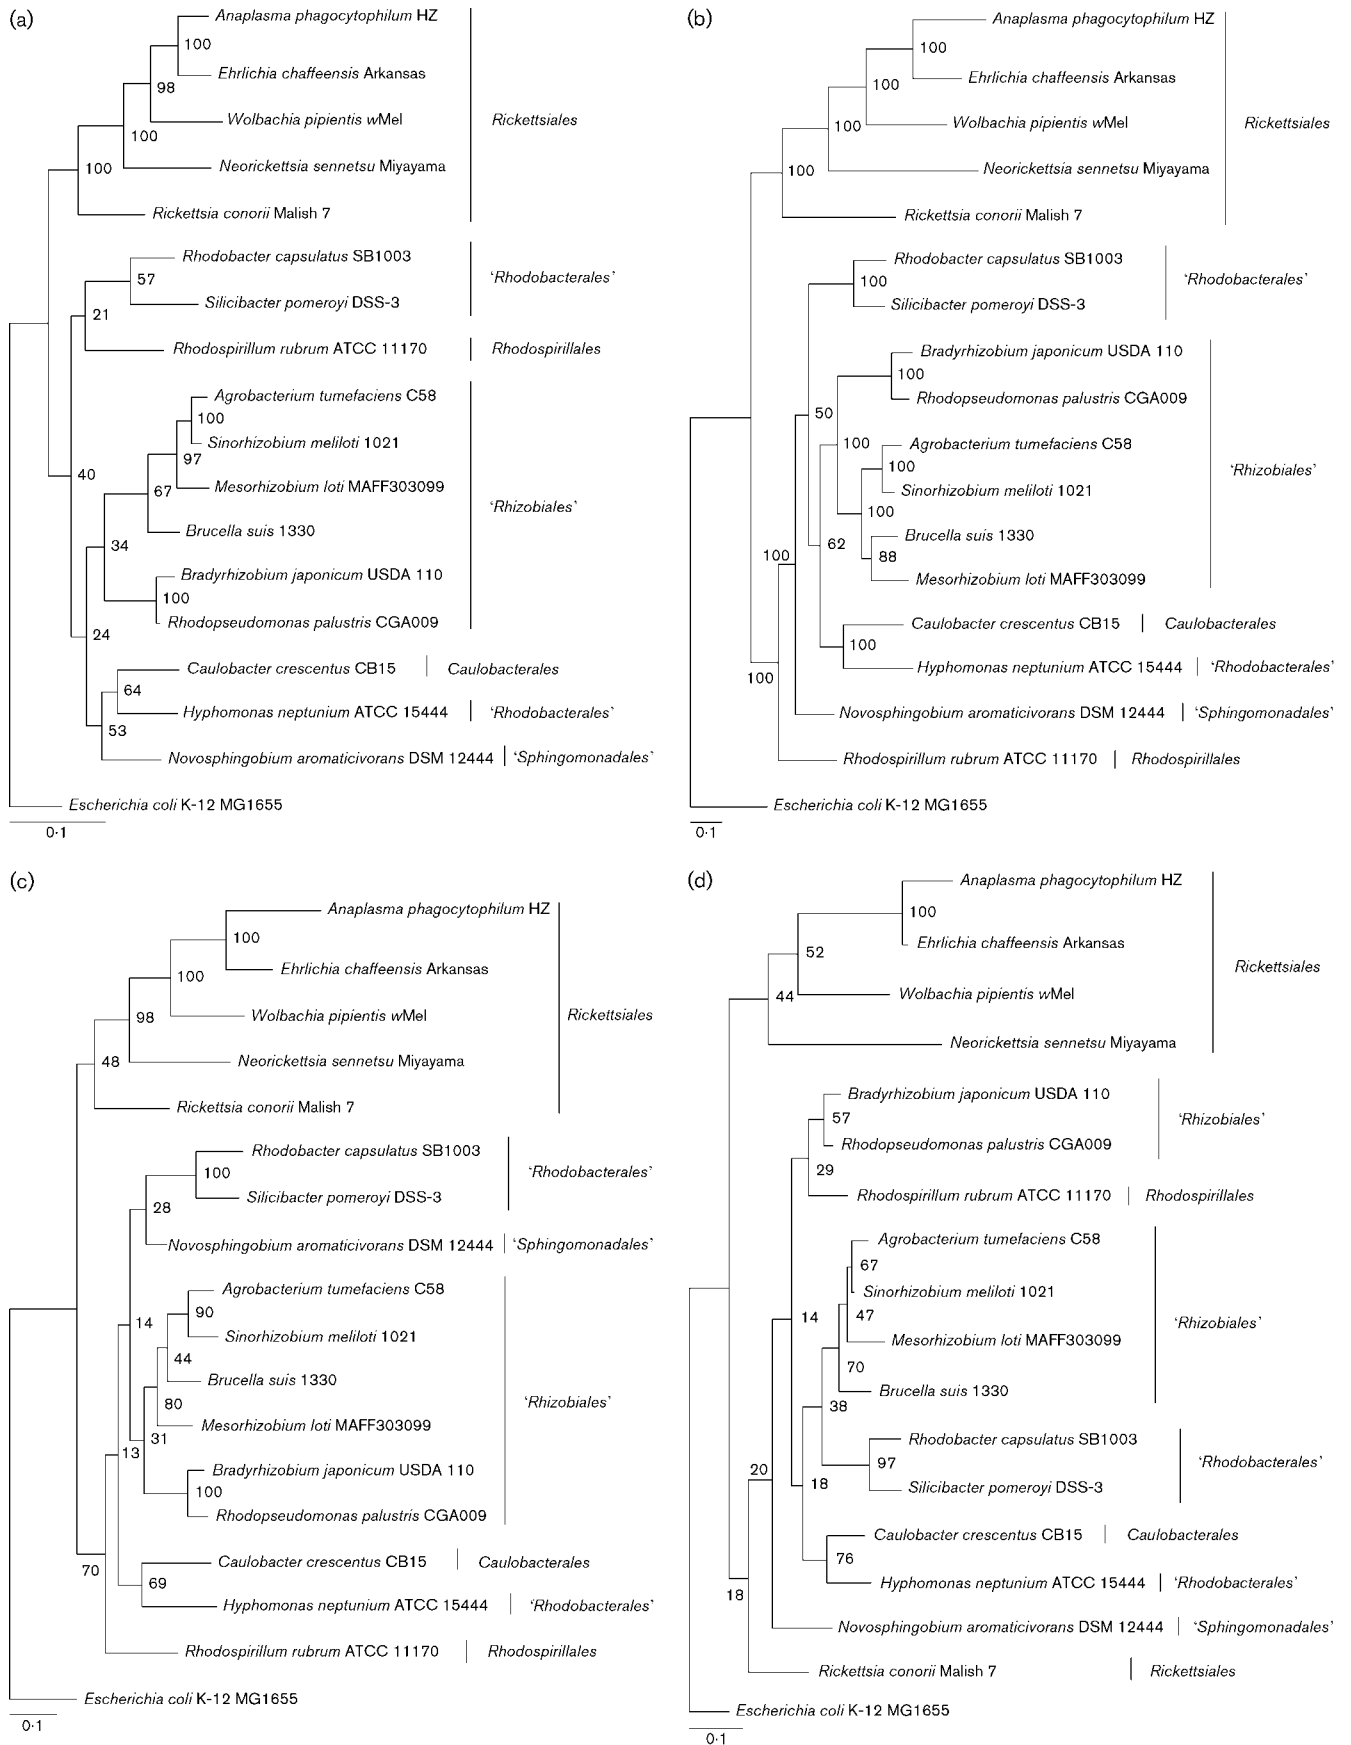 (a)
Anaplasma phagocytophilum HZ
100
Ehrlichia chaffeensis Arkansas
98
Wolbachia pipientis wMel
Rickettsiales
100
Neorickettsia sennetsu Miyayama
100
Rickettsia conorii Malish 7
Rhodobacter capsulatus SB1003
57
‘Rhodobacterales’
Silicibacter pomeroyi DSS-3
21
Rhodospirillum rubrum ATCC 11170
Rhodospirillales
Agrobacterium tumefaciens C58
100
Sinorhizobium meliloti 1021
97
40
Mesorhizobium loti MAFF303099
67
‘Rhizobiales’
Brucella suis 1330
34
Bradyrhizobium japonicum USDA 110
100
Rhodopseudomonas palustris CGA009
24
Caulobacter crescentus CB15
Caulobacterales
64
Hyphomonas neptunium ATCC 15444
‘Rhodobacterales’
53
Novosphingobium aromaticivorans DSM 12444
‘Sphingomonadales’
Escherichia coli K-12 MG1655
0·1
(b)
Anaplasma phagocytophilum HZ
100
Ehrlichia chaffeensis Arkansas
100
Wolbachia pipientis wMel
Rickettsiales
100
Neorickettsia sennetsu Miyayama
100
Rickettsia conorii Malish 7
Rhodobacter capsulatus SB1003
100
‘Rhodobacterales’
Silicibacter pomeroyi DSS-3
Bradyrhizobium japonicum USDA 110
100
Rhodopseudomonas palustris CGA009
50
100
Agrobacterium tumefaciens C58
100
‘Rhizobiales’
Sinorhizobium meliloti 1021
100
Brucella suis 1330
62
88
100
Mesorhizobium loti MAFF303099
Caulobacter crescentus CB15
Caulobacterales
100
Hyphomonas neptunium ATCC 15444
‘Rhodobacterales’
100
Novosphingobium aromaticivorans DSM 12444
‘Sphingomonadales’
Rhodospirillum rubrum ATCC 11170
Rhodospirillales
Escherichia coli K-12 MG1655
0·1
(c)
Anaplasma phagocytophilum HZ
100
Ehrlichia chaffeensis Arkansas
100
Wolbachia pipientis wMel
Rickettsiales
98
Neorickettsia sennetsu Miyayama
48
Rickettsia conorii Malish 7
Rhodobacter capsulatus SB1003
100
‘Rhodobacterales’
Silicibacter pomeroyi DSS-3
28
Novosphingobium aromaticivorans DSM 12444
‘Sphingomonadales’
Agrobacterium tumefaciens C58
90
14
Sinorhizobium meliloti 1021
44
Brucella suis 1330
80
‘Rhizobiales’
Mesorhizobium loti MAFF303099
31
13
Bradyrhizobium japonicum USDA 110
100
Rhodopseudomonas palustris CGA009
Caulobacter crescentus CB15
Caulobacterales
70
69
Hyphomonas neptunium ATCC 15444
‘Rhodobacterales’
Rhodospirillum rubrum ATCC 11170
Rhodospirillales
Escherichia coli K-12 MG1655
0·1
(d)
Anaplasma phagocytophilum HZ
100
Ehrlichia chaffeensis Arkansas
52
Rickettsiales
Wolbachia pipientis wMel
44
Neorickettsia sennetsu Miyayama
Bradyrhizobium japonicum USDA 110
57
‘Rhizobiales’
Rhodopseudomonas palustris CGA009
29
Rhodospirillum rubrum ATCC 11170
Rhodospirillales
Agrobacterium tumefaciens C58
67
Sinorhizobium meliloti 1021
47
14
‘Rhizobiales’
Mesorhizobium loti MAFF303099
70
Brucella suis 1330
38
Rhodobacter capsulatus SB1003
97
‘Rhodobacterales’
20
18
Silicibacter pomeroyi DSS-3
Caulobacter crescentus CB15
Caulobacterales
76
Hyphomonas neptunium ATCC 15444
‘Rhodobacterales’
18
Novosphingobium aromaticivorans DSM 12444
‘Sphingomonadales’
Rickettsia conorii Malish 7
Rickettsiales
Escherichia coli K-12 MG1655
0·1